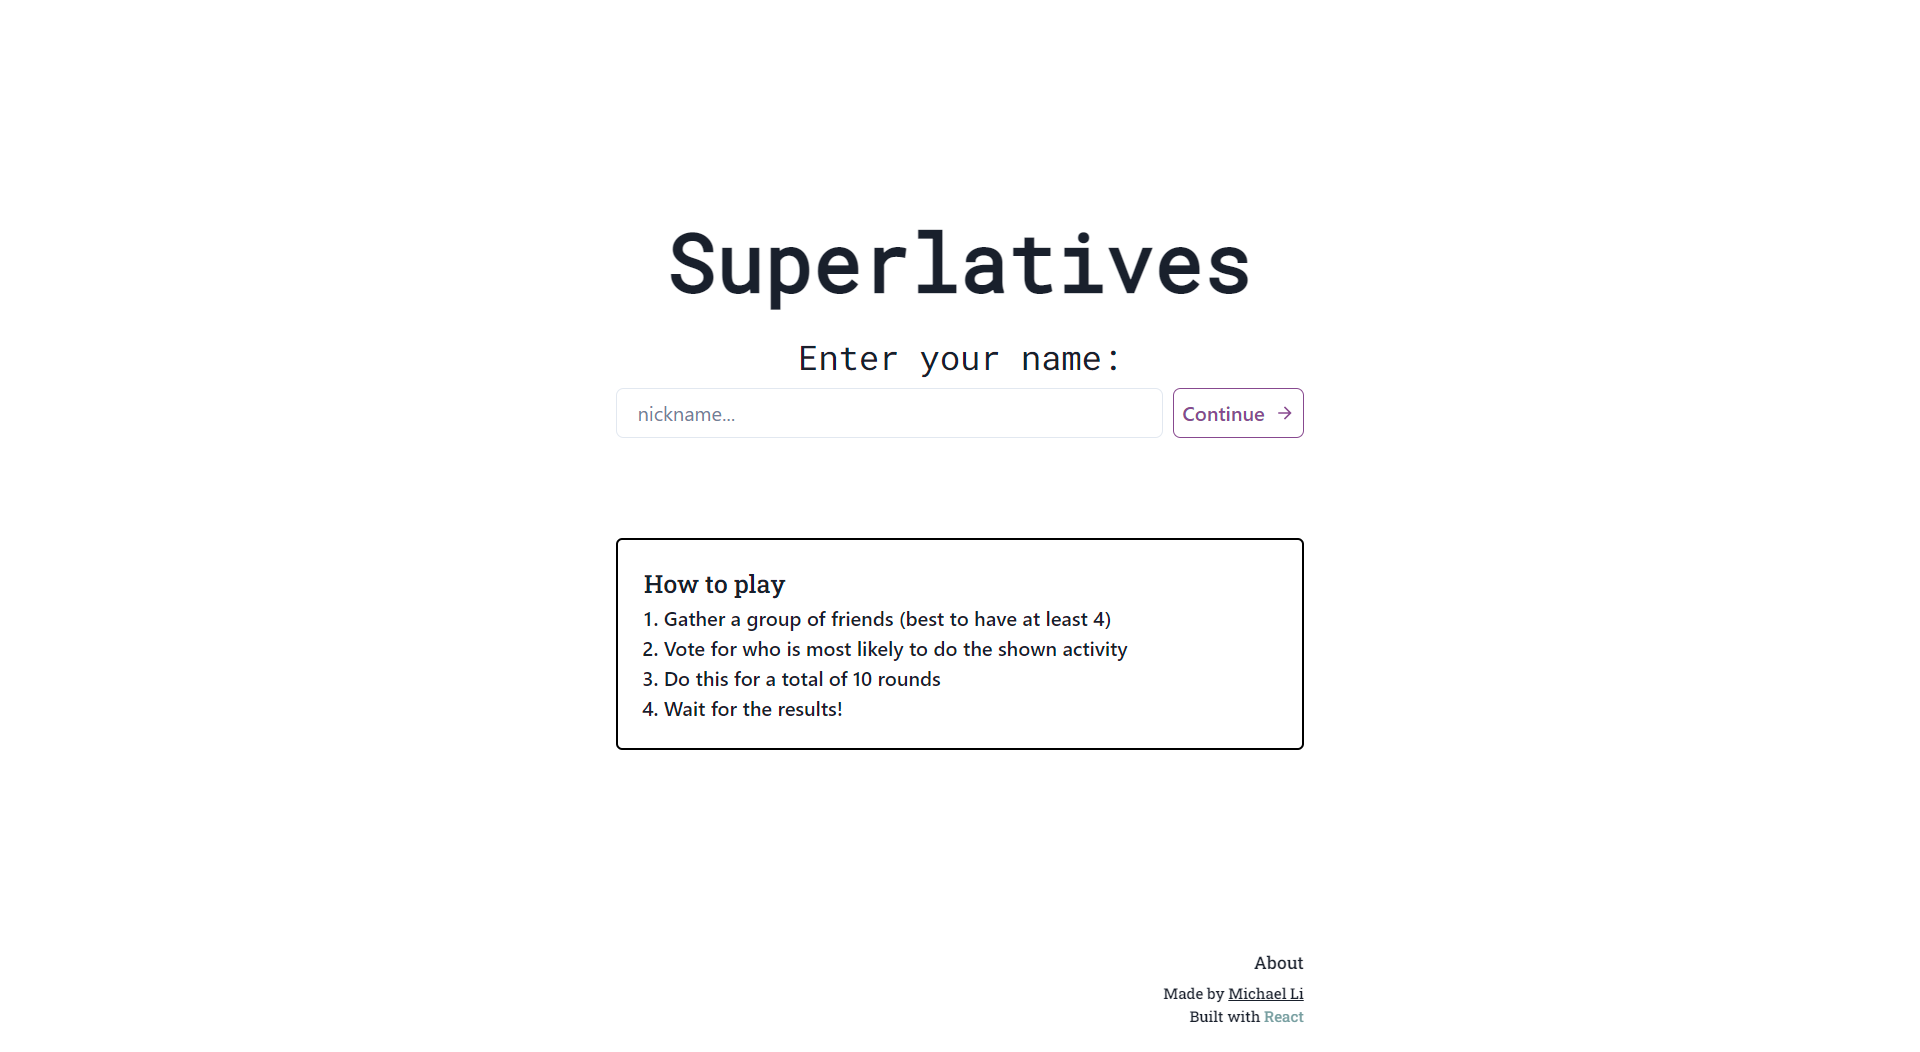 Superlatives
Enter your name:
nickname...
Continue →
How to play
1. Gather a group of friends (best to have at least 4)
2. Vote for who is most likely to do the shown activity
3. Do this for a total of 10 rounds
4. Wait for the results!
About
Made by Michael Li
Built with React